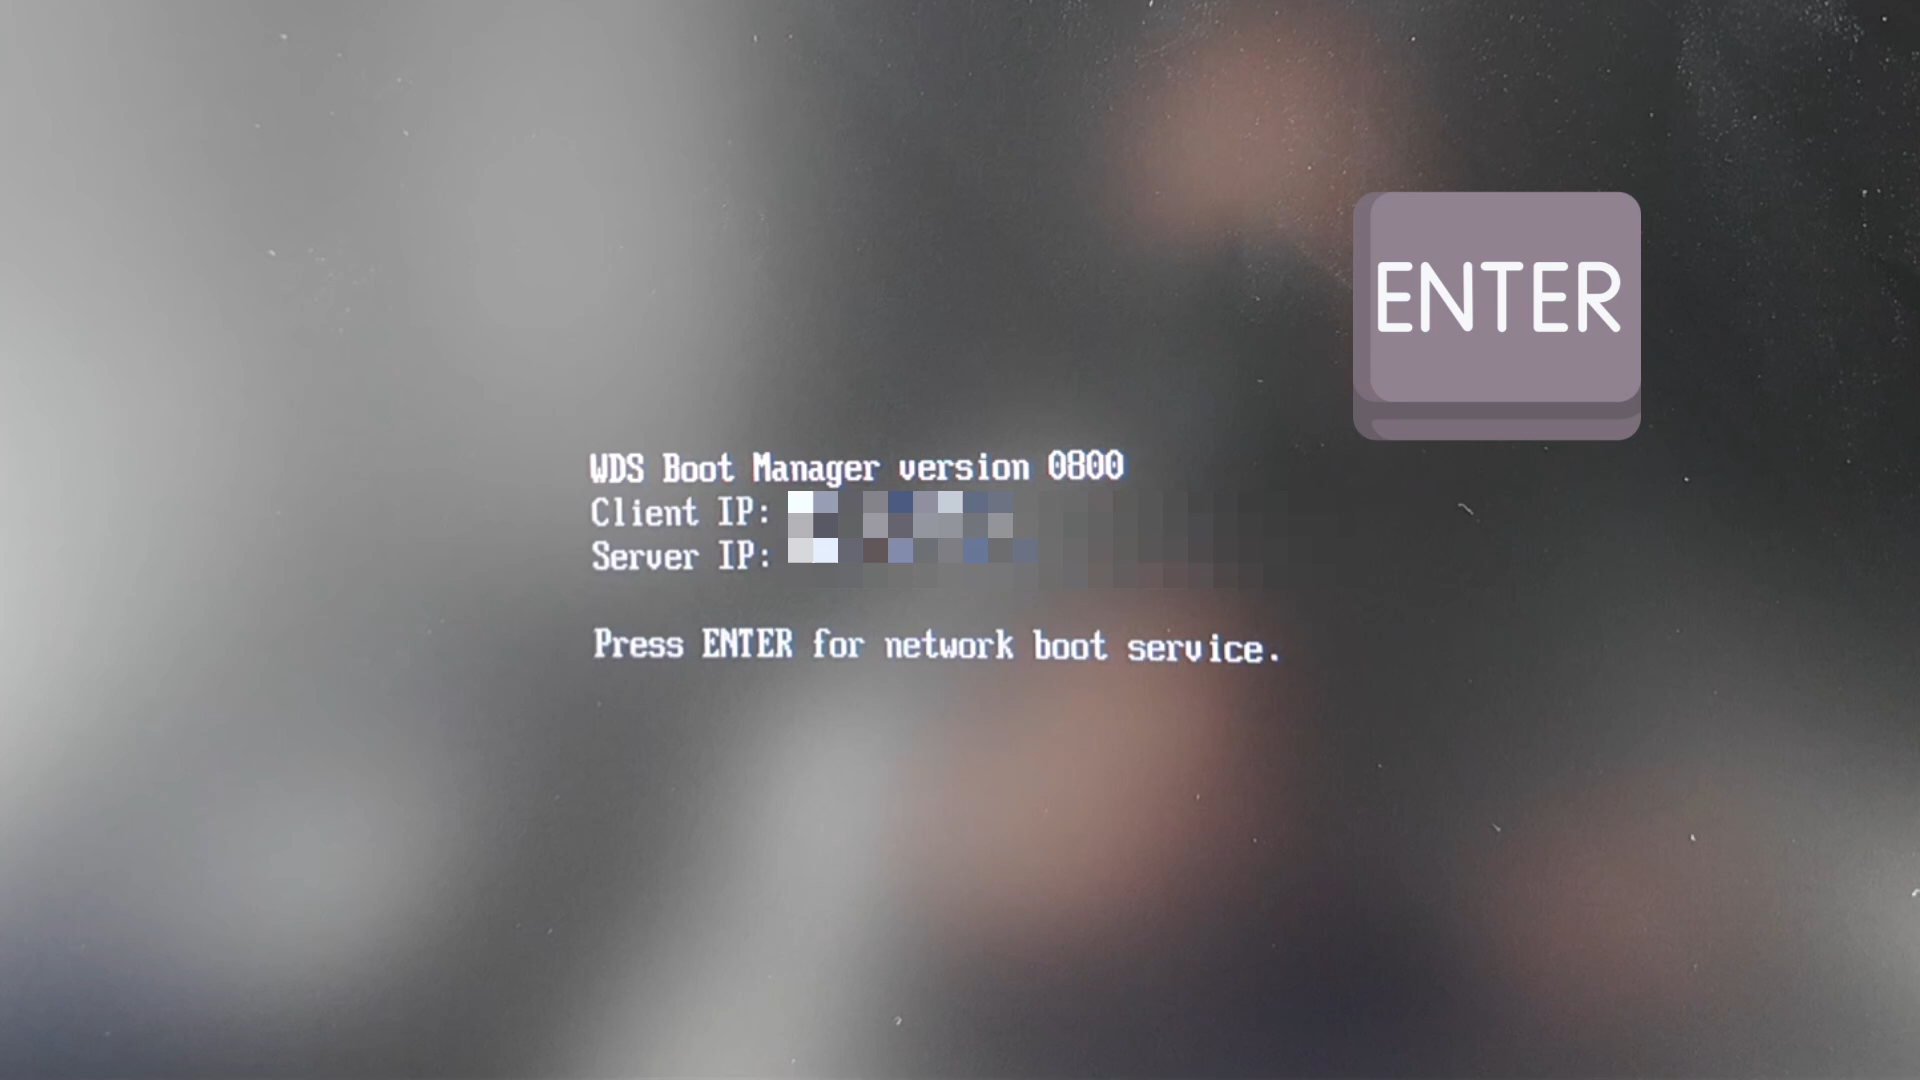 ENTER
WDS Boot Manager version 0800
Client IP:
Server IP:
Press ENTER for network boot service.